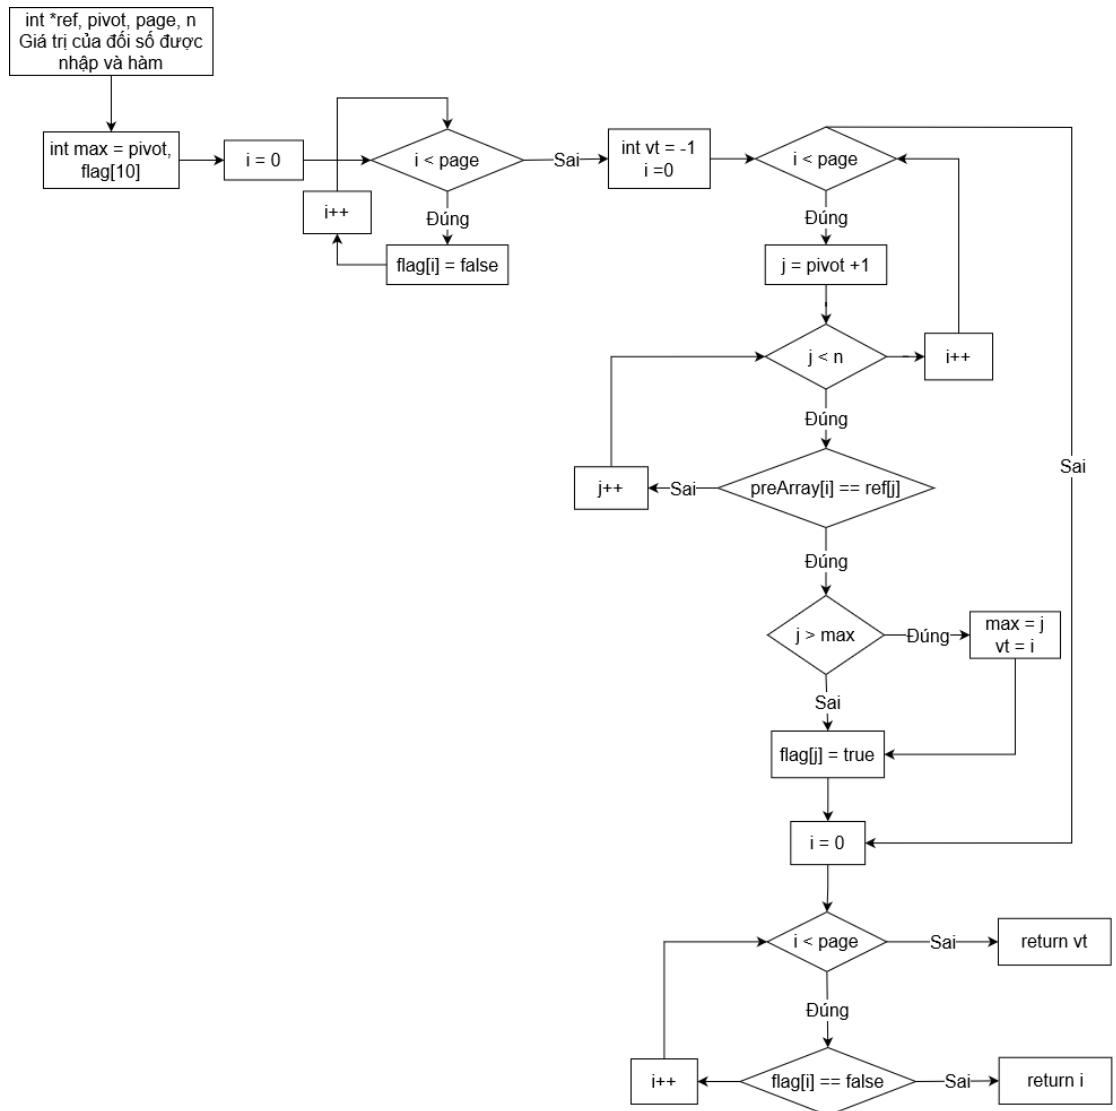 int *ref, pivot, page, n
Giá trị của đối số được
nhập và hàm
int max = pivot,
flag[10]
i = 0
i < page
Sai
int vt = -1
i =0
i < page
i++
Đúng
Đúng
flag[i] = false
j = pivot +1
j < n
i++
Đúng
Sai
j++
Sai
preArray[i] == ref[j]
Đúng
j > max
Đúng
max = j
vt = i
Sai
flag[j] = true
i = 0
i < page
Sai
return vt
Đúng
i++
flag[i] == false
Sai
return i